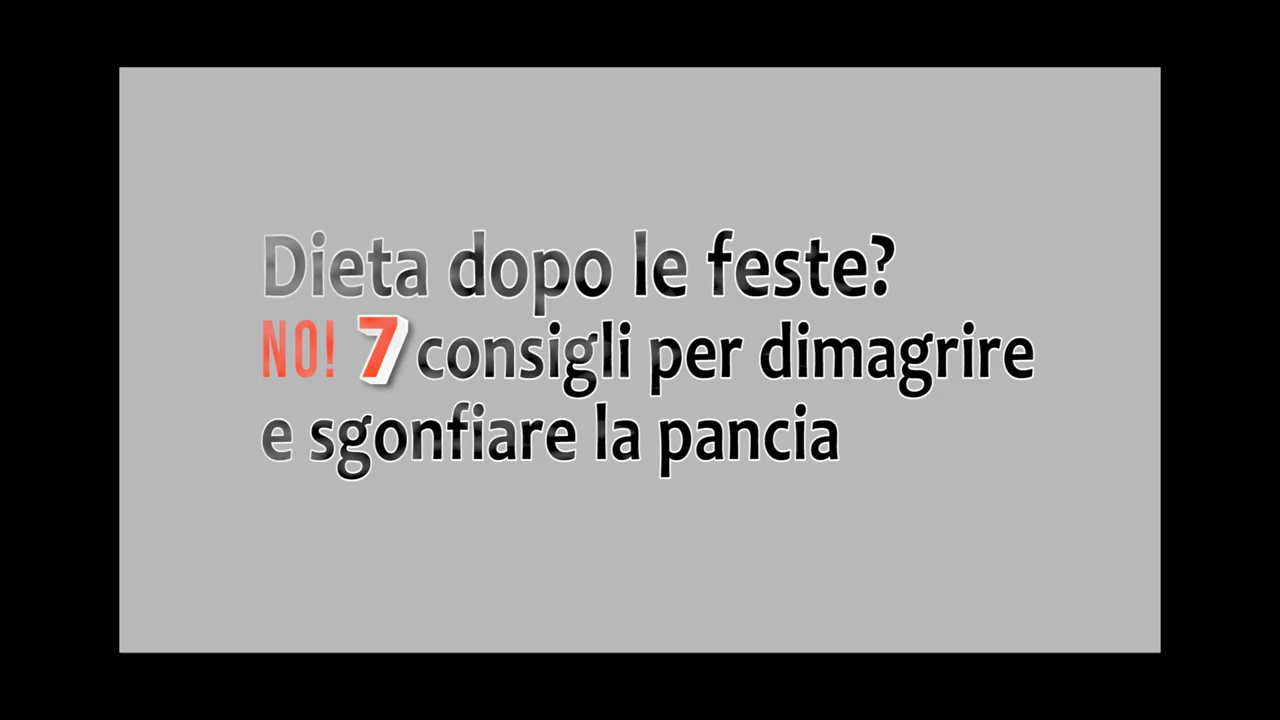 Dieta dopo le feste?
NO! 7 consigli per dimagrire
e sgonfiare la pancia